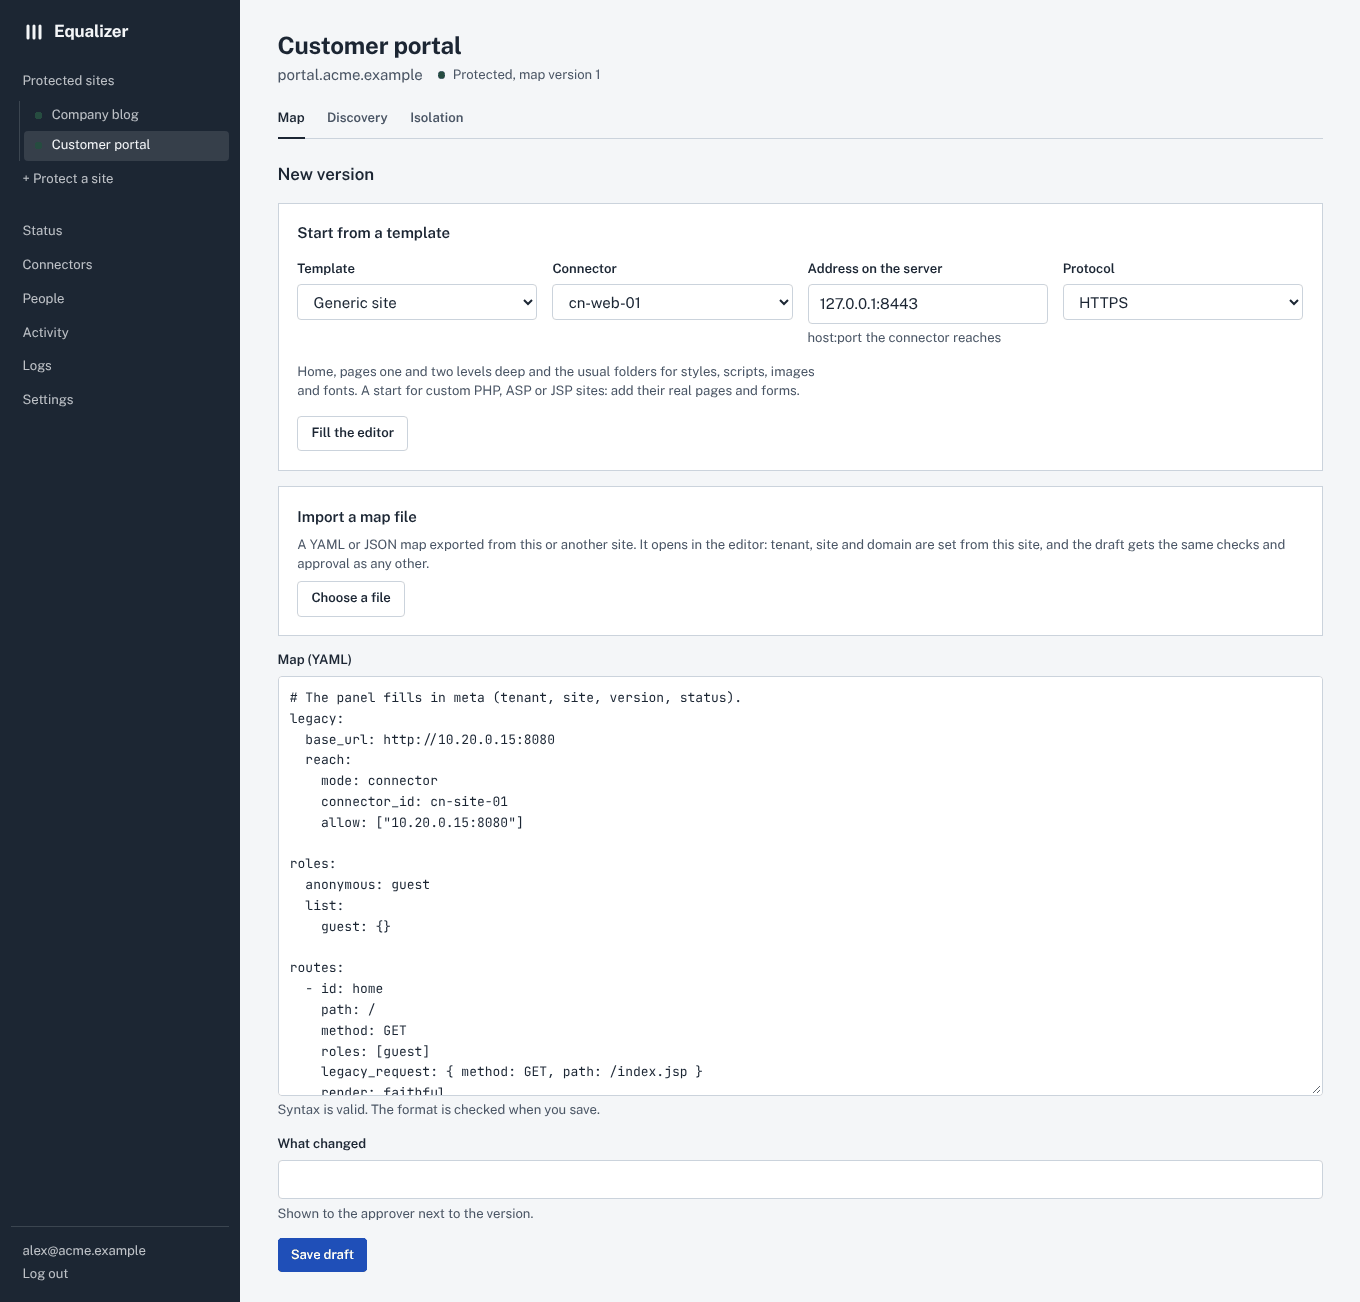 Equalizer
Protected sites
Company blog
Customer portal
+ Protect a site
Status
Connectors
People
Activity
Logs
Settings
alex@acme.example
Log out
Customer portal
portal.acme.example Protected, map version 1
Map Discovery Isolation
New version
Start from a template
Template Connector Address on the server Protocol
Generic site cn-web-01 127.0.0.1:8443 HTTPS
host:port the connector reaches
Home, pages one and two levels deep and the usual folders for styles, scripts, images
and fonts. A start for custom PHP, ASP or JSP sites: add their real pages and forms.
Fill the editor
Import a map file
A YAML or JSON map exported from this or another site. It opens in the editor: tenant, site and domain are set from this site, and the draft gets the same checks and
approval as any other.
Choose a file
Map (YAML)
# The panel fills in meta (tenant, site, version, status).
legacy:
  base_url: http://10.20.0.15:8080
  reach:
    mode: connector
    connector_id: cn-site-01
    allow: ["10.20.0.15:8080"]
roles:
  anonymous: guest
  list:
    guest: {}
routes:
  - id: home
    path: /
    method: GET
    roles: [guest]
    legacy_request: { method: GET, path: /index.jsp }
    render: faithful
Syntax is valid. The format is checked when you save.
What changed
Shown to the approver next to the version.
Save draft